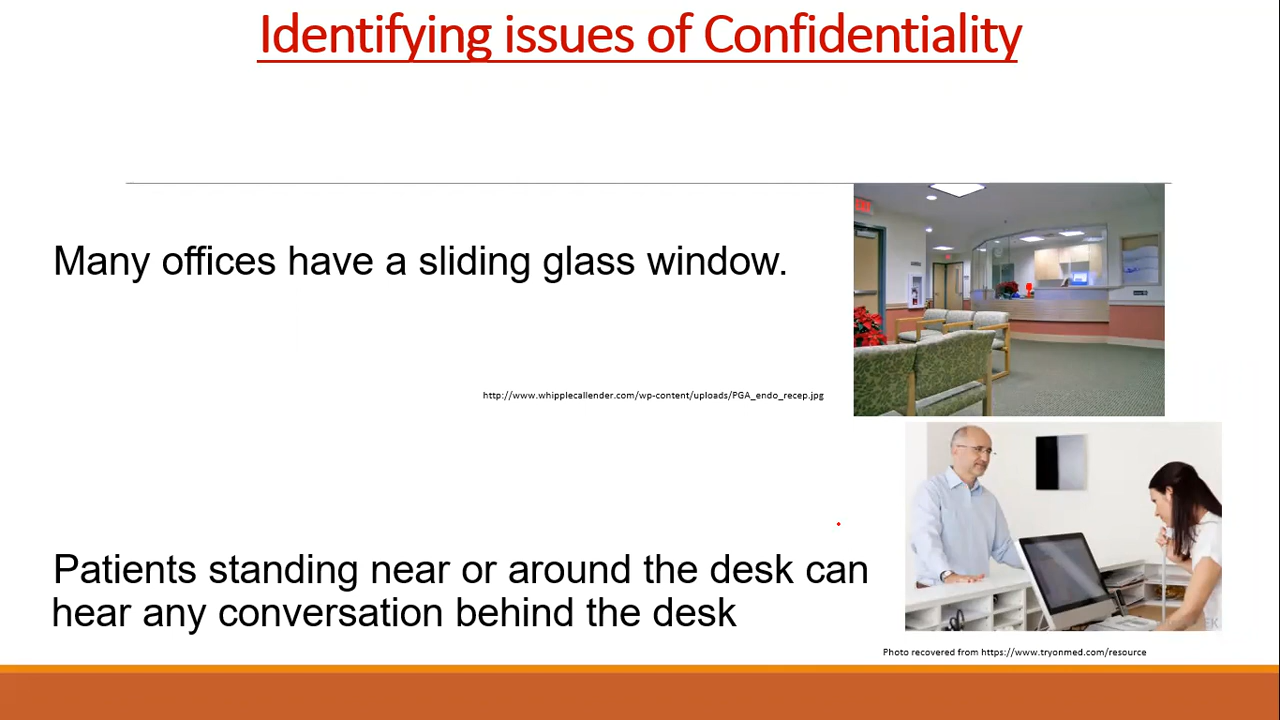 Identifying issues of Confidentiality
Many offices have a sliding glass window.
http://www.whipplecallender.com/wp-content/uploads/PGA_endo_recep.jpg
Patients standing near or around the desk can
hear any conversation behind the desk
Photo recovered from https://www.tryonmed.com/resource